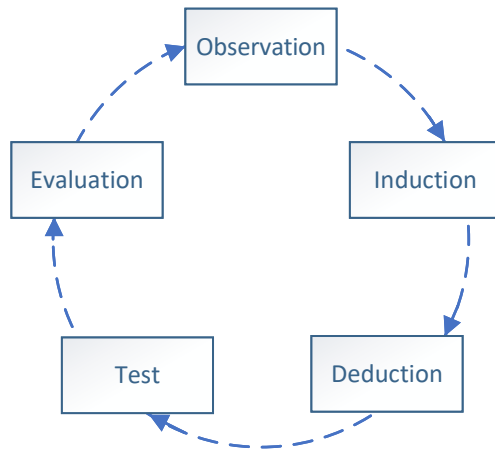 Observation
Induction
Deduction
Test
Evaluation